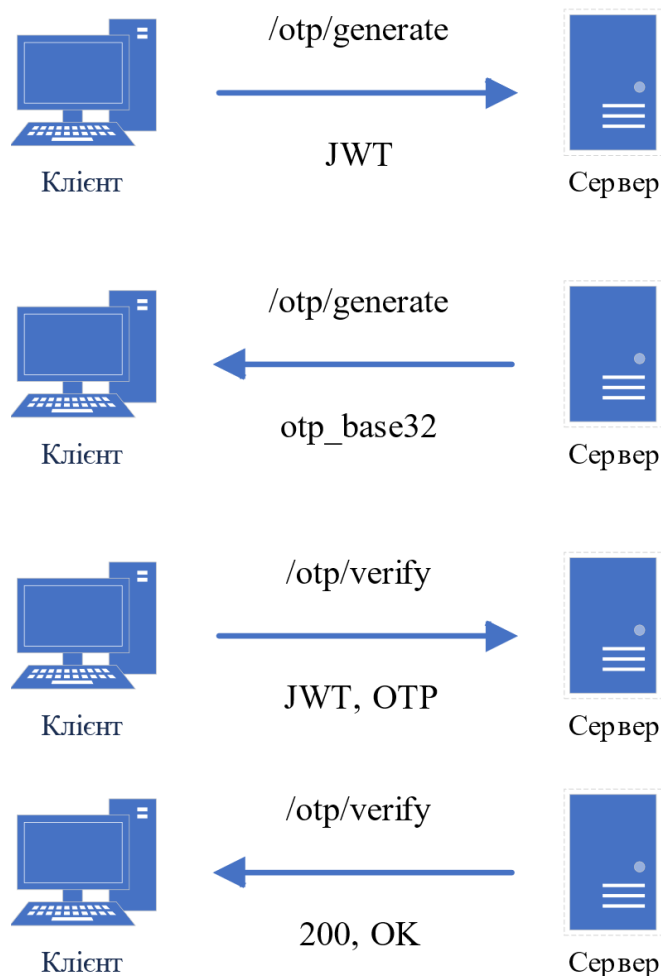 /otp/generate
JWT
Клієнт
Сервер
/otp/generate
otp_base32
Клієнт
Сервер
/otp/verify
JWT, OTP
Клієнт
Сервер
/otp/verify
200, OK
Клієнт
Сервер